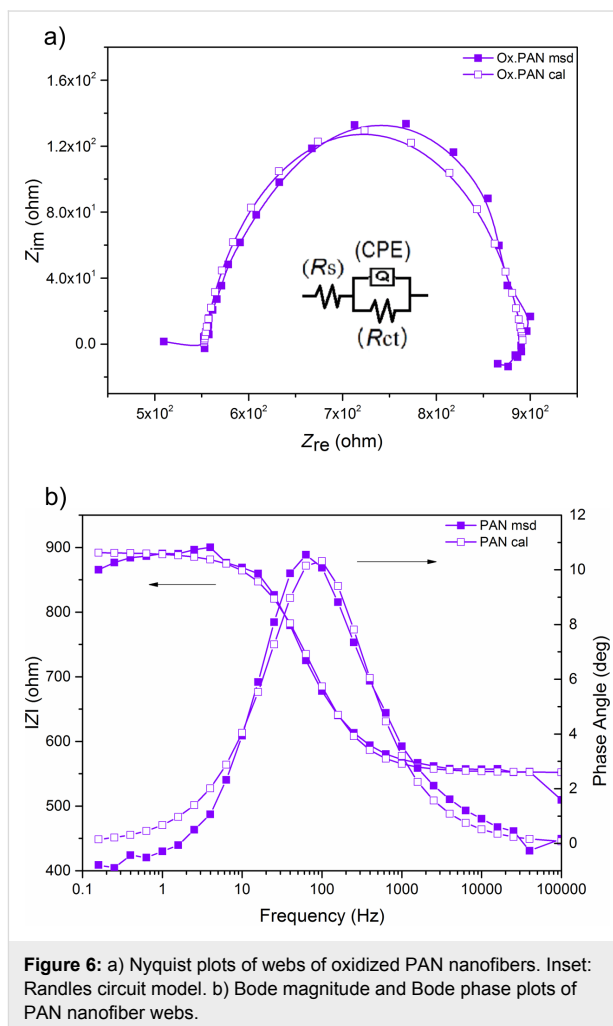 a)
Ox.PAN msd
Ox.PAN cal
1.6x10²
1.2x10²
8.0x10¹
4.0x10¹
0.0
Zim (ohm)
(CPE)
(Rs)
Q
(Rct)
5x10² 6x10² 7x10² 8x10² 9x10²
Zre (ohm)
b)
PAN msd
PAN cal
900
800
700
600
500
450
400
|Z| (ohm)
12
10
8
6
4
2
0
Phase Angle (deg)
0.1 1 10 100 1000 10000 100000
Frequency (Hz)
Figure 6: a) Nyquist plots of webs of oxidized PAN nanofibers. Inset:
Randles circuit model. b) Bode magnitude and Bode phase plots of
PAN nanofiber webs.